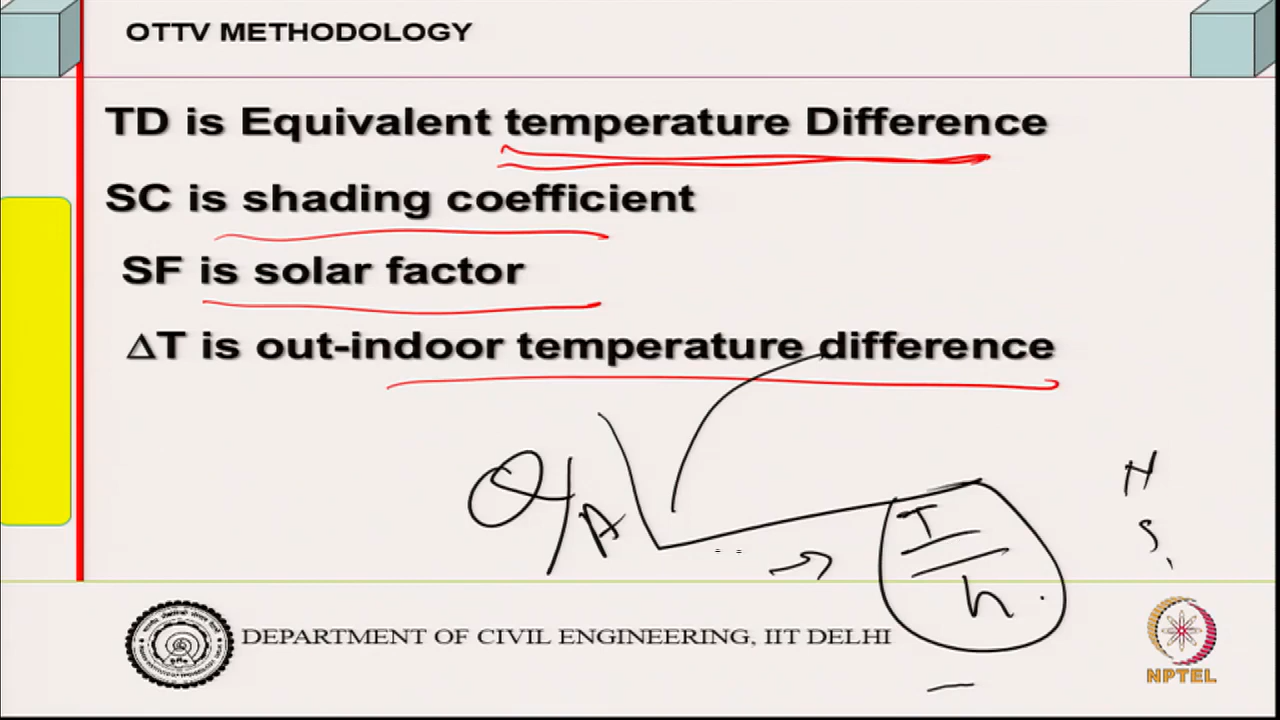 OTTV METHODOLOGY
TD is Equivalent temperature Difference
SC is shading coefficient
SF is solar factor
ΔT is out-indoor temperature difference
N
S
DEPARTMENT OF CIVIL ENGINEERING, IIT DELHI
NPTEL